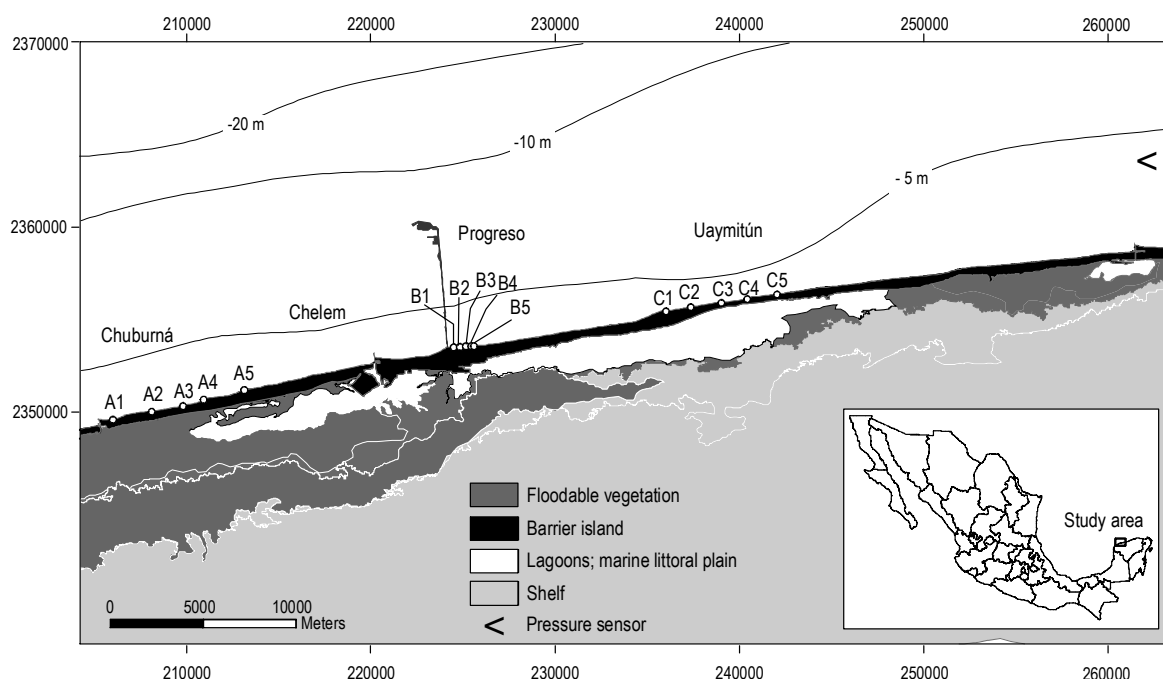 210000 220000 230000 240000 250000 260000
2370000
-20 m
-10 m
- 5 m
<
2360000
Progreso
Uaymitún
B3
B2 B4
B1
B5
C5
C4
C3
C2
C1
Chelem
Chuburná
A5
A4
A3
A2
A1
2350000
Floodable vegetation
Barrier island
Lagoons; marine littoral plain
Shelf
< Pressure sensor
Study area
0 5000 10000
Meters
210000 220000 230000 240000 250000 260000